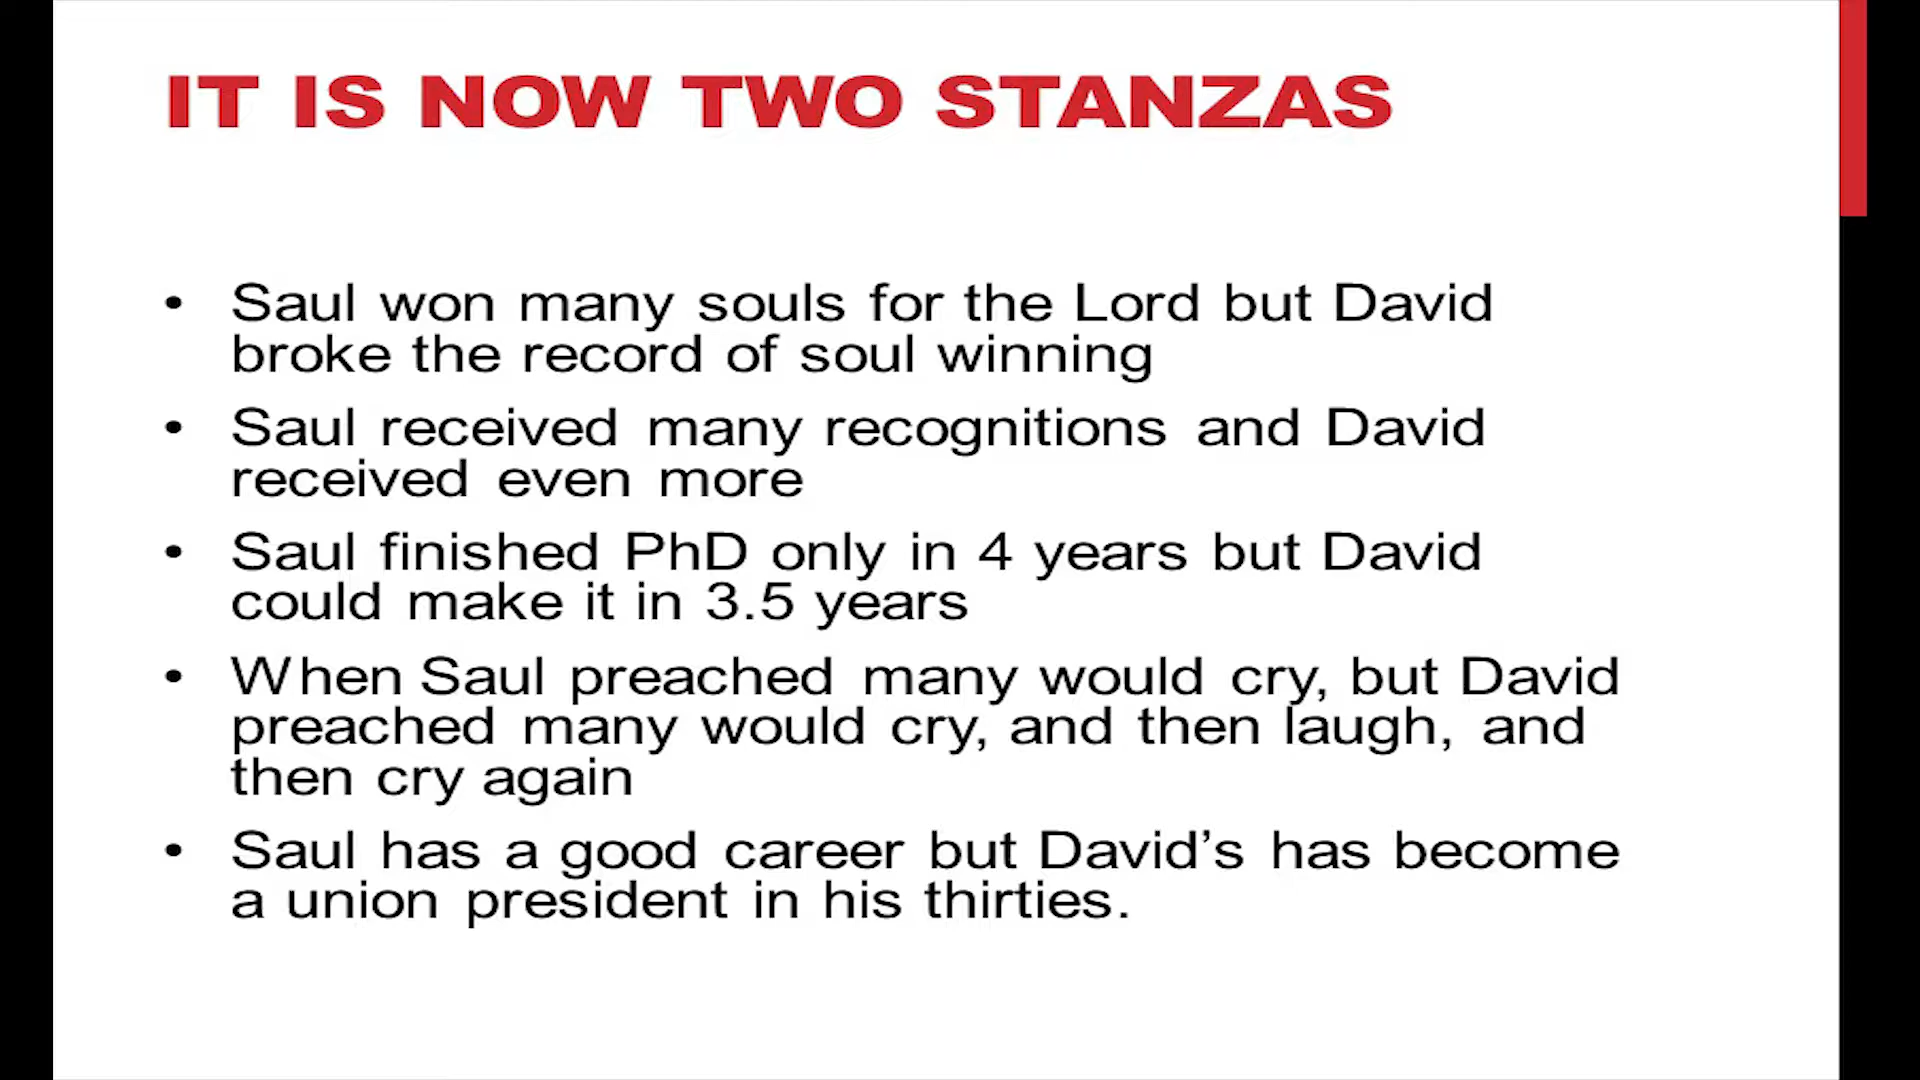 IT IS NOW TWO STANZAS
• Saul won many souls for the Lord but David
broke the record of soul winning
• Saul received many recognitions and David
received even more
• Saul finished PhD only in 4 years but David
could make it in 3.5 years
• When Saul preached many would cry, but David
preached many would cry, and then laugh, and
then cry again
• Saul has a good career but David’s has become
a union president in his thirties.